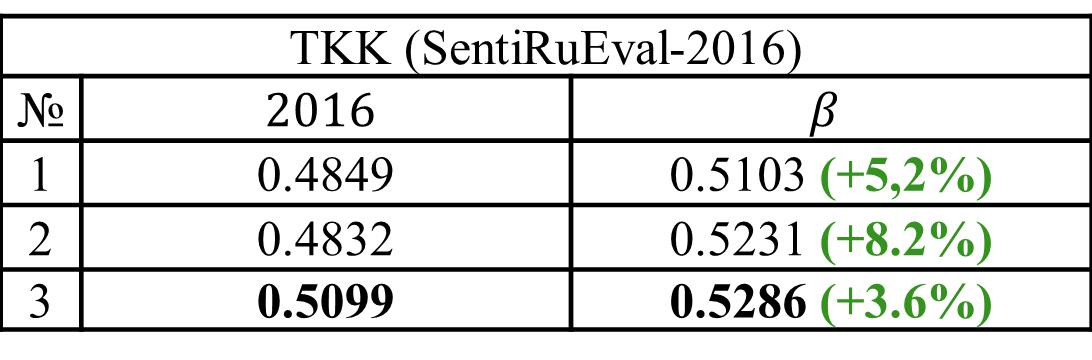 TKK (SentiRuEval-2016)
№ 2016 β
1 0.4849 0.5103 (+5,2%)
2 0.4832 0.5231 (+8.2%)
3 0.5099 0.5286 (+3.6%)